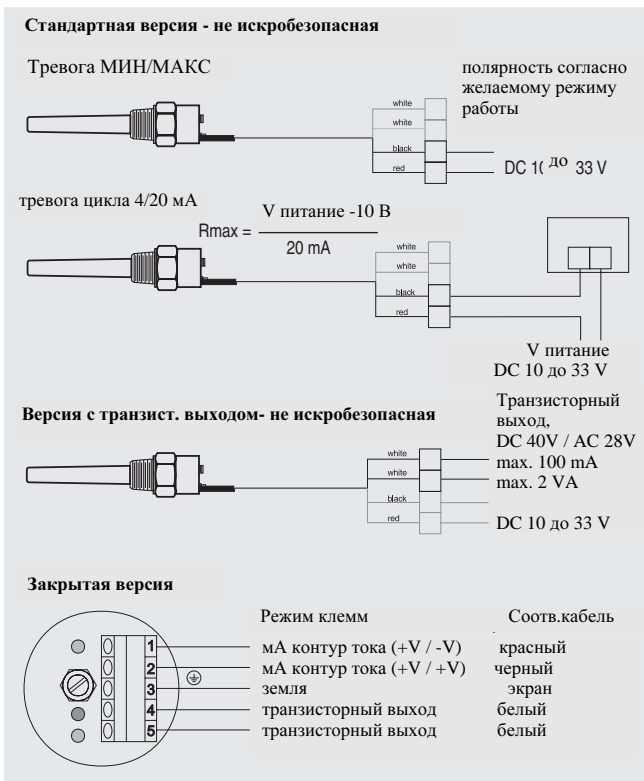 Стандартная версия - не искробезопасная
Тревога МИН/МАКС
полярность согласно
желаемому режиму
работы
white
white
black
red
DC 10 до 33 V
тревога цикла 4/20 мА
Rmax =
V питание -10 В
20 mA
white
white
black
red
V питание
DC 10 до 33 V
Версия с транзист. выходом- не искробезопасная
Транзисторный
выход,
DC 40V / AC 28V
max. 100 mA
max. 2 VA
white
white
black
red
DC 10 до 33 V
Закрытая версия
Режим клемм Соотв.кабель
1 мА контур тока (+V / -V) красный
2 мА контур тока (+V / +V) черный
3 земля экран
4 транзисторный выход белый
5 транзисторный выход белый